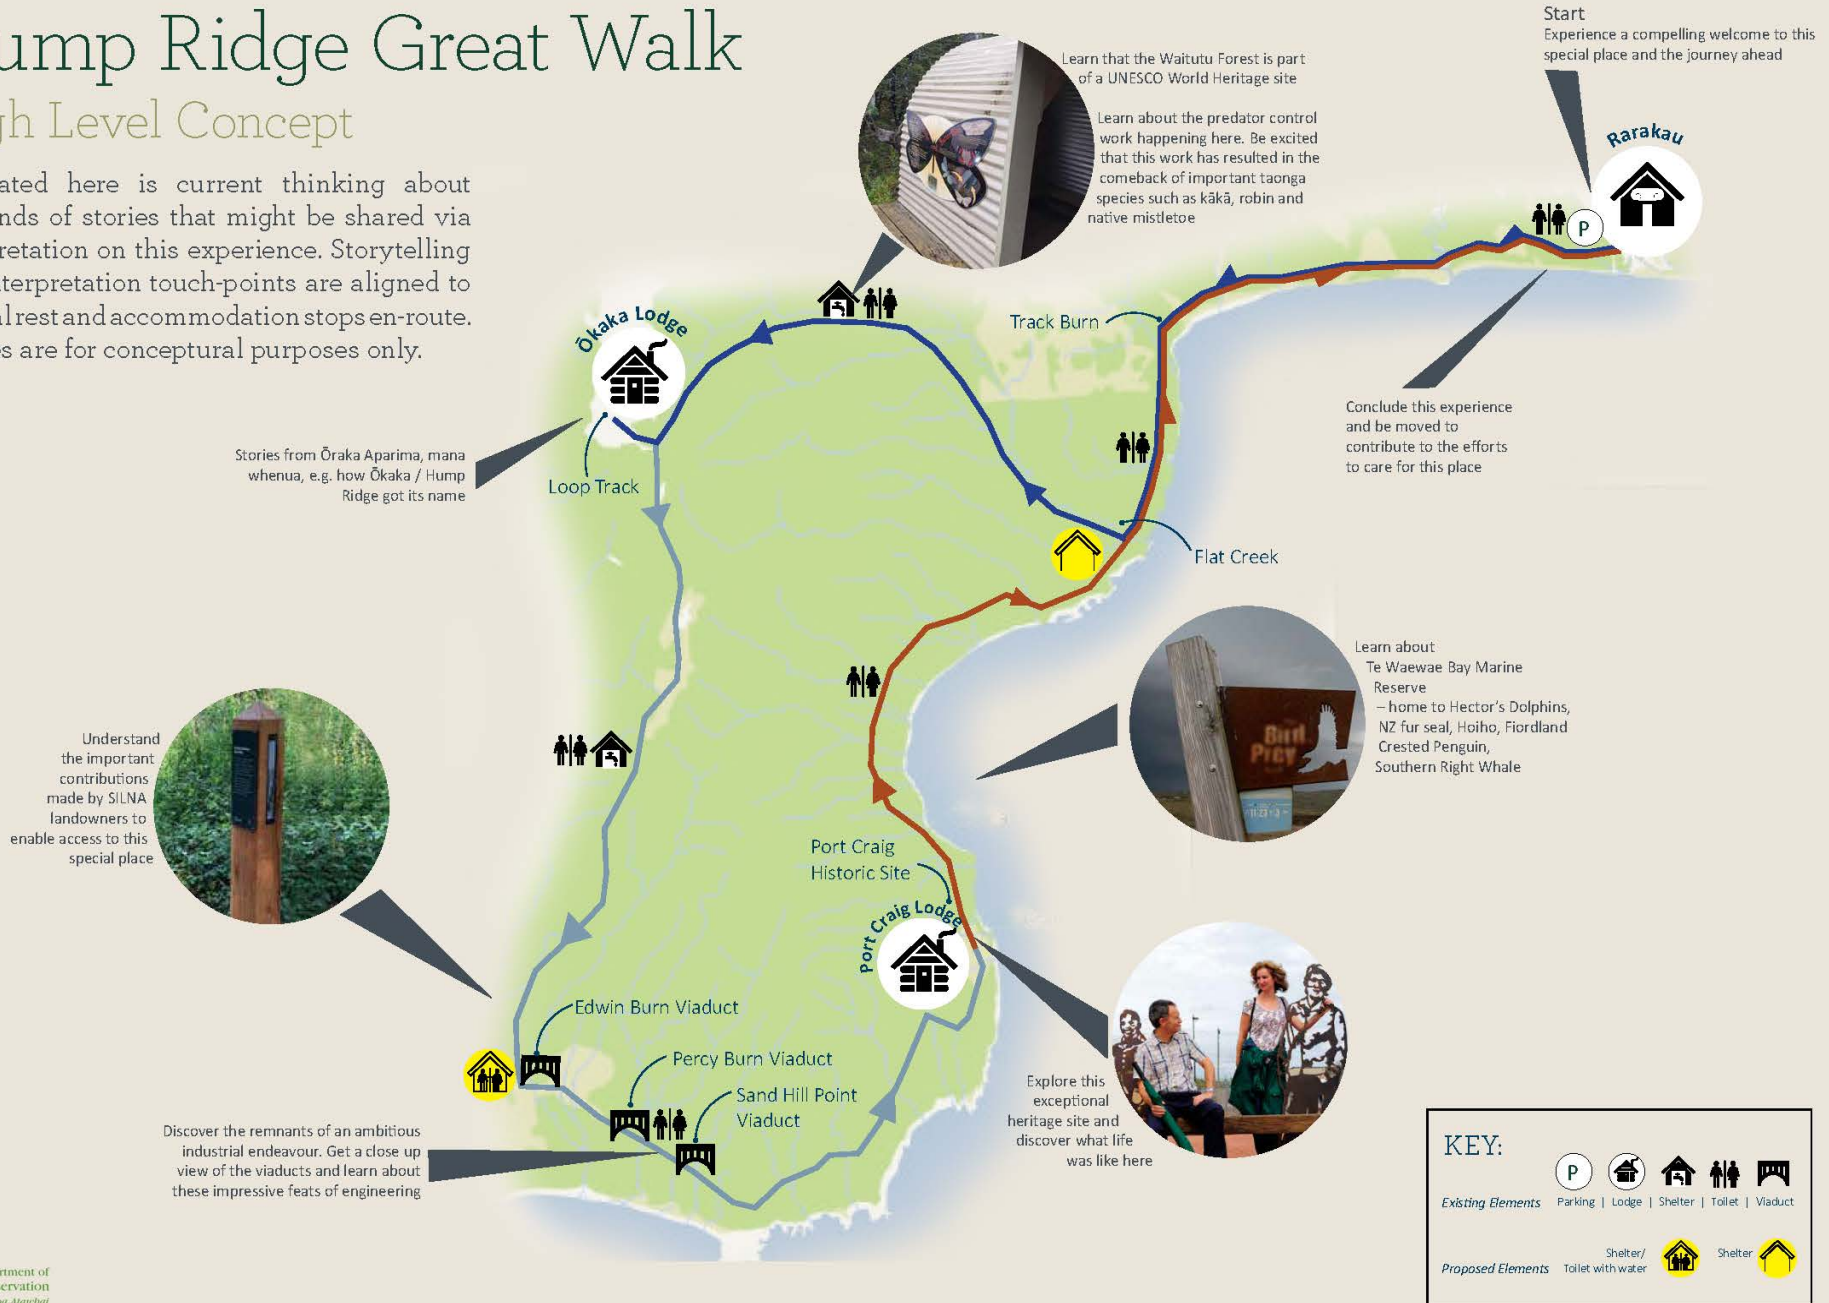 ump Ridge Great Walk
gh Level Concept
ated here is current thinking about
nds of stories that might be shared via
retation on this experience. Storytelling
nterpretation touch-points are aligned to
al rest and accommodation stops en-route.
s are for conceptural purposes only.
Learn that the Waitutu Forest is part
of a UNESCO World Heritage site
Learn about the predator control
work happening here. Be excited
that this work has resulted in the
comeback of important taonga
species such as kākā, robin and
native mistletoe
Start
Experience a compelling welcome to this
special place and the journey ahead
Rarakau
P
Track Burn
Ōkaka Lodge
Conclude this experience
and be moved to
contribute to the efforts
to care for this place
Stories from Ōraka Aparima, mana
whenua, e.g. how Ōkaka / Hump
Ridge got its name
Loop Track
Flat Creek
Learn about
Te Waewae Bay Marine
Reserve
– home to Hector's Dolphins,
NZ fur seal, Hoiho, Fiordland
Crested Penguin,
Southern Right Whale
Bird
Understand
the important
contributions
made by SILNA
landowners to
enable access to this
special place
Port Craig
Historic Site
Port Craig Lodge
Edwin Burn Viaduct
Percy Burn Viaduct
Sand Hill Point
Viaduct
Explore this
exceptional
heritage site and
discover what life
was like here
Discover the remnants of an ambitious
industrial endeavour. Get a close up
view of the viaducts and learn about
these impressive feats of engineering
KEY:
P
Existing Elements Parking | Lodge | Shelter | Toilet | Viaduct
Proposed Elements Shelter/
Toilet with water
Shelter
rtment of
ervation